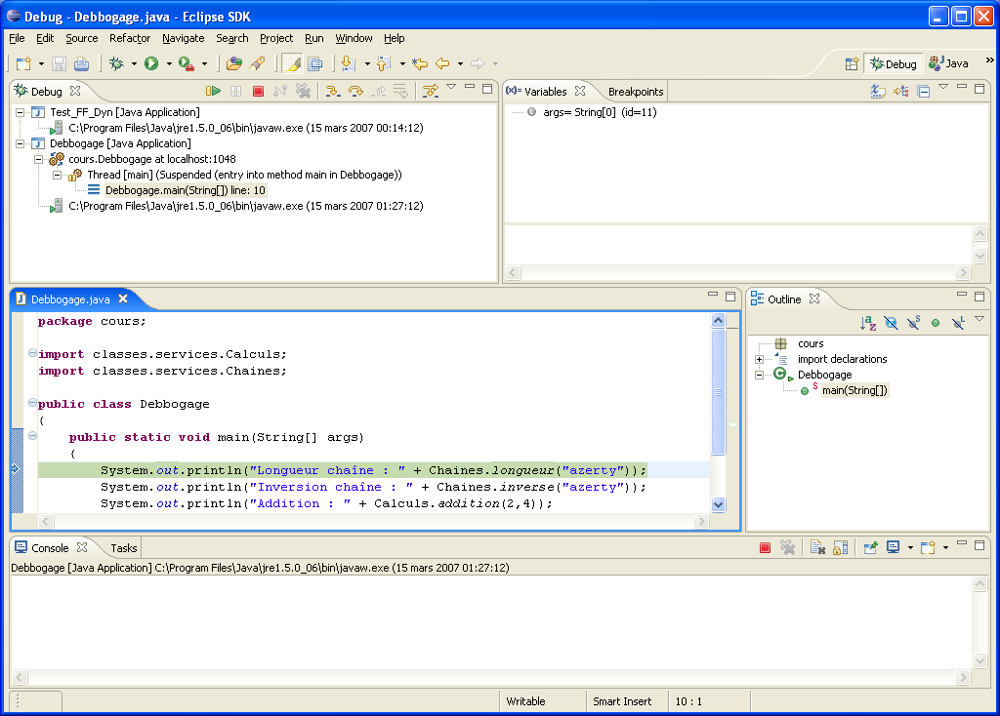 Debug - Debbogage.java - Eclipse SDK
File Edit Source Refactor Navigate Search Project Run Window Help
Debug Java »
Debug
Test_FF_Dyn [Java Application]
C:\Program Files\Java\jre1.5.0_06\bin\javaw.exe (15 mars 2007 00:14:12)
Debbogage [Java Application]
cours.Debbogage at localhost:1048
Thread [main] (Suspended (entry into method main in Debbogage))
Debbogage.main(String[]) line: 10
C:\Program Files\Java\jre1.5.0_06\bin\javaw.exe (15 mars 2007 01:27:12)
(x)= Variables Breakpoints
args= String[0] (id=11)
Debbogage.java
package cours;
import classes.services.Calculs;
import classes.services.Chaines;
public class Debbogage
{
public static void main(String[] args)
{
System.out.println("Longueur chaîne : " + Chaines.longueur("azerty"));
System.out.println("Inversion chaîne : " + Chaines.inverse("azerty"));
System.out.println("Addition : " + Calculs.addition(2,4));
Outline
cours
import declarations
Debbogage
main(String[])
Console Tasks
Debbogage [Java Application] C:\Program Files\Java\jre1.5.0_06\bin\javaw.exe (15 mars 2007 01:27:12)
Writable Smart Insert 10 : 1